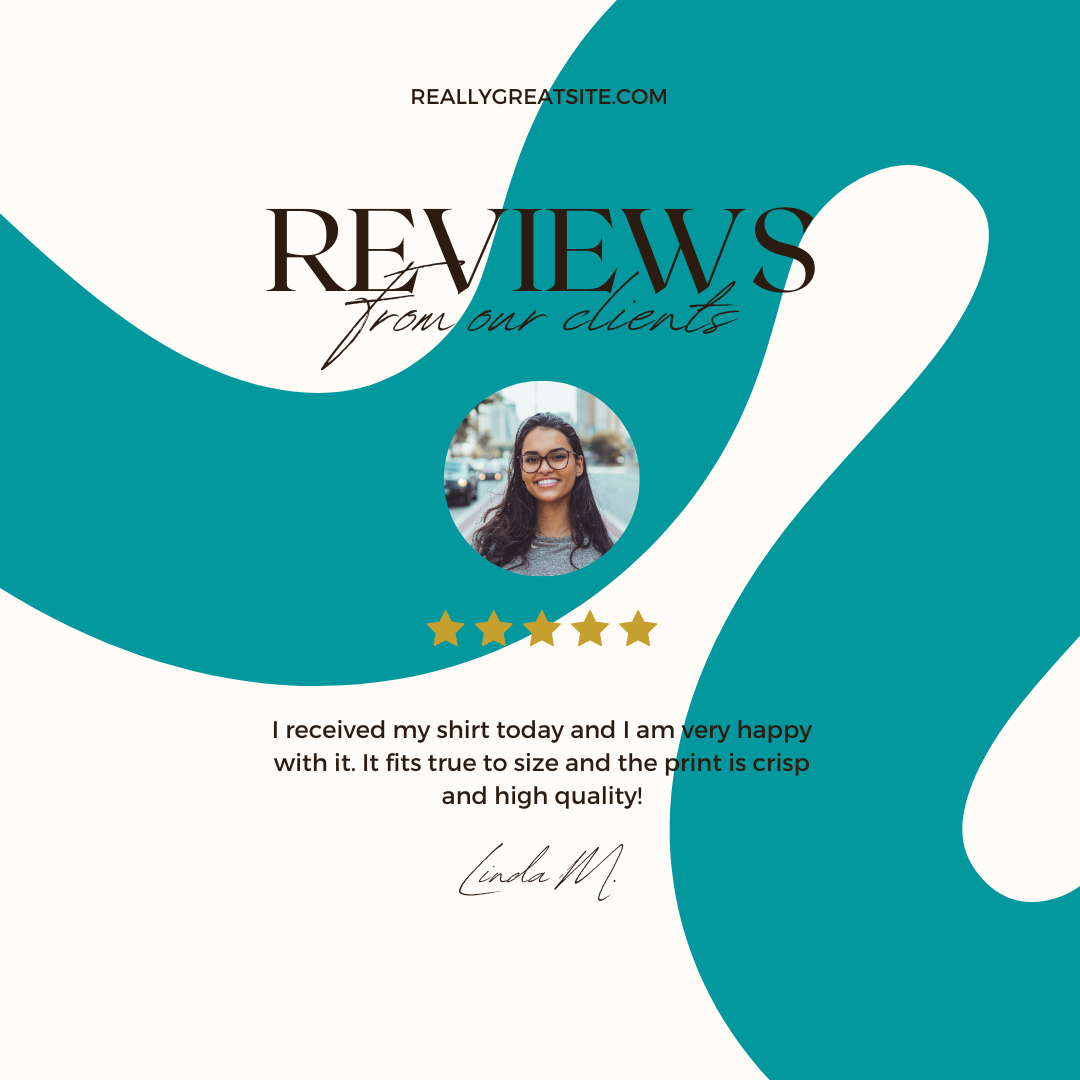 REALLYGREATSITE.COM
REVIEWS
from our clients
I received my shirt today and I am very happy
with it. It fits true to size and the print is crisp
and high quality!
Linda M.